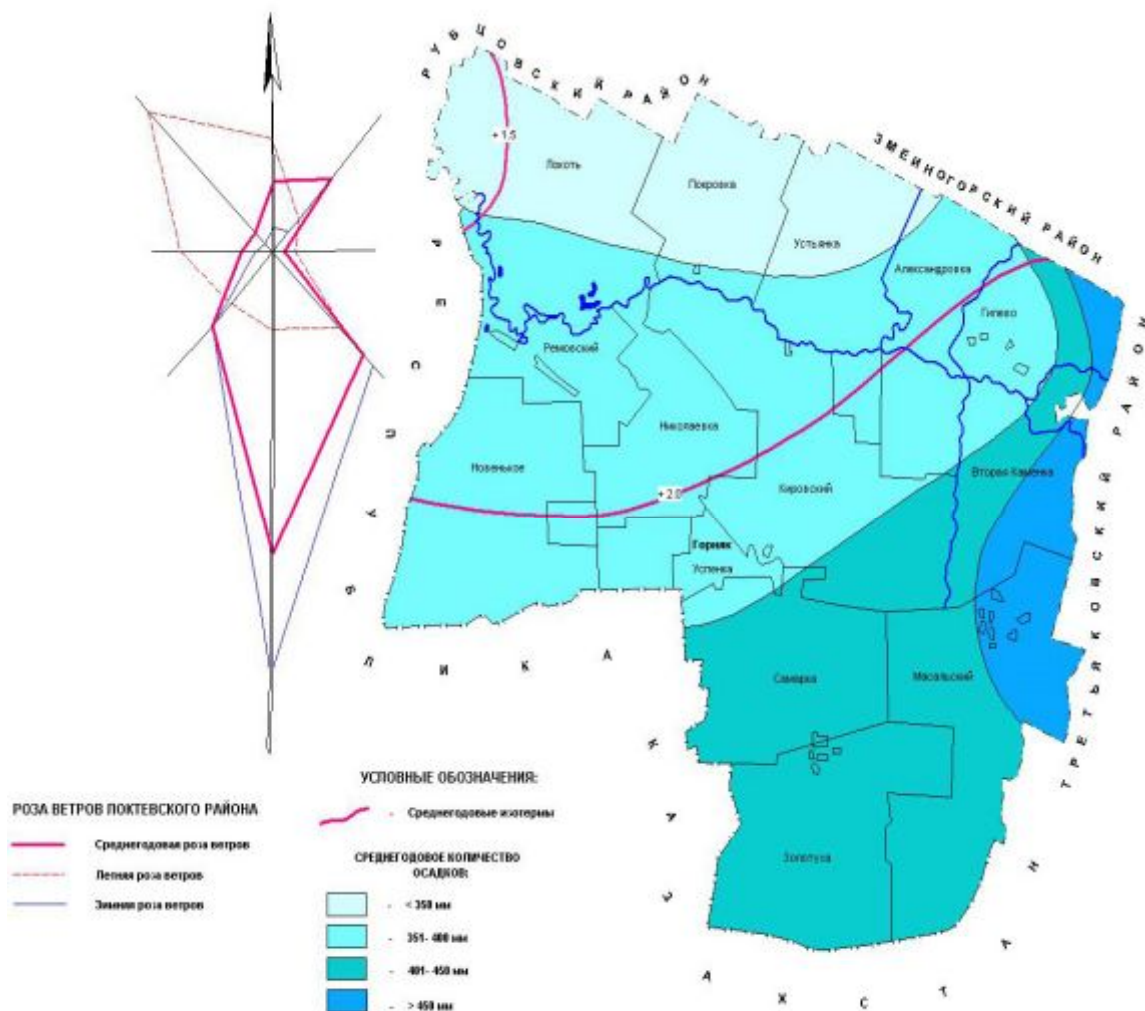 РУБЦОВСКИЙ РАЙОН
ЗМЕИНОГОРСКИЙ РАЙОН
+ 1.5
Локоть
Покровка
Устьянка
Александровка
Гилево
Ремовский
Николаевка
Новенькое
Вторая Каменка
Кировский
+ 2.0
Горняк
Успенка
Самарка
Масальский
Золотуха
ТРЕТЬЯКОВСКИЙ РАЙОН
РЕСПУБЛИКА
КАЗАХСТАН
РОЗА ВЕТРОВ ЛОКТЕВСКОГО РАЙОНА
Среднегодовая роза ветров
Летняя роза ветров
Зимняя роза ветров
УСЛОВНЫЕ ОБОЗНАЧЕНИЯ:
- Среднегодовые изотермы
СРЕДНЕГОДОВОЕ КОЛИЧЕСТВО
ОСАДКОВ:
- < 350 мм
- 351- 400 мм
- 401- 450 мм
- > 450 мм